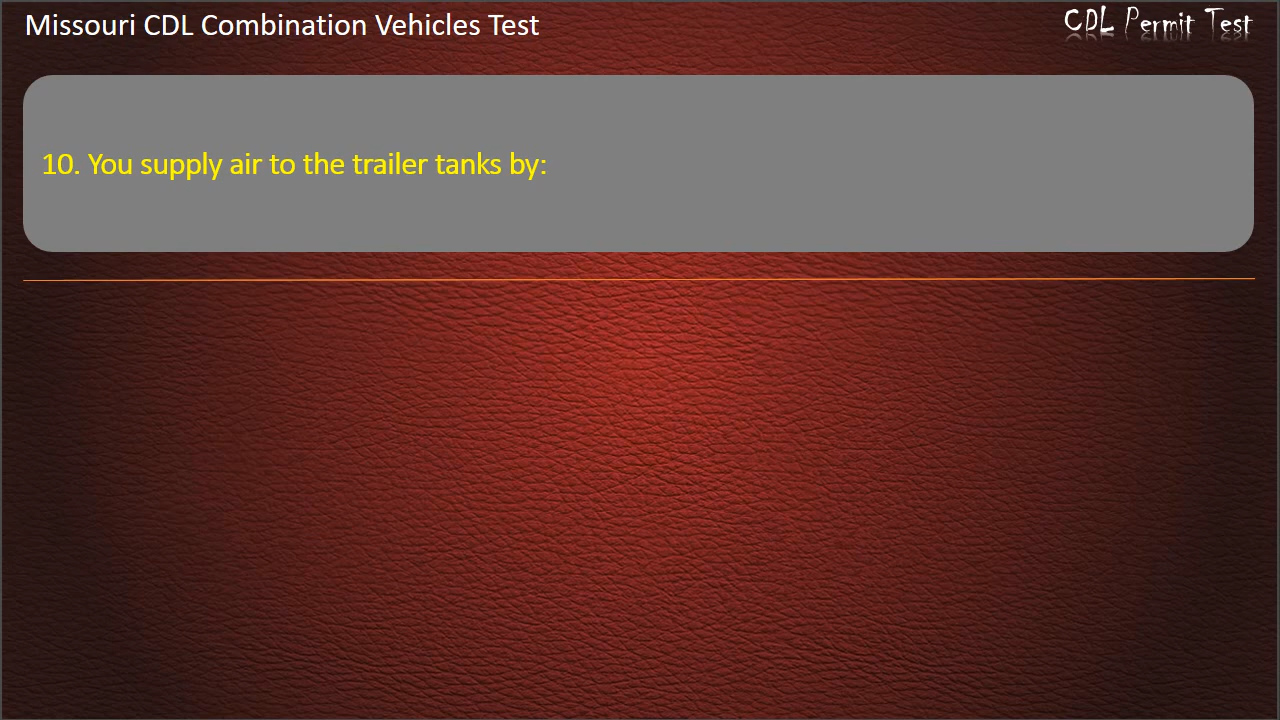 Missouri CDL Combination Vehicles Test
CDL Permit Test
10. You supply air to the trailer tanks by: